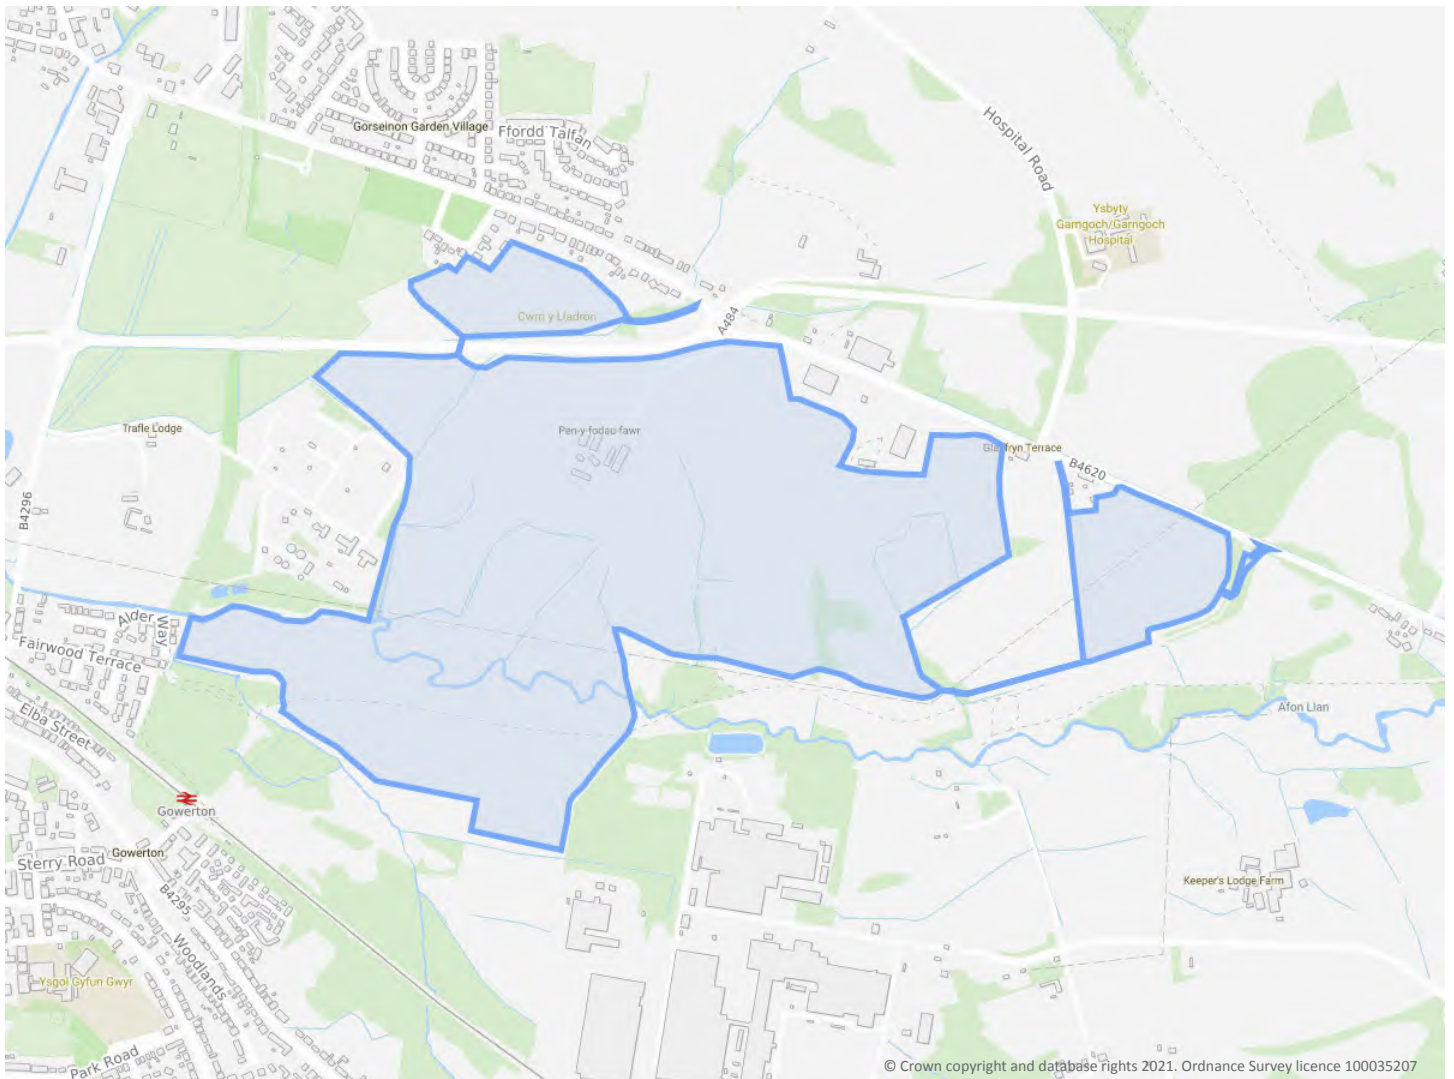 Gorseinon Garden Village
Ffordd Talfan
Hospital Road
Ysbyty
Garngoch/Garngoch
Hospital
Cwm y Lladron
A484
Trafle Lodge
Pen-y-fodau-fawr
Glanfryn Terrace
B4620
B4296
Alder Way
Fairwood Terrace
Elba Street
Afon Llan
Gowerton
Gowerton
Sterry Road
B4295
Woodlands
Keeper's Lodge Farm
Ysgol Gyfun Gwyr
Park Road
© Crown copyright and database rights 2021. Ordnance Survey licence 100035207